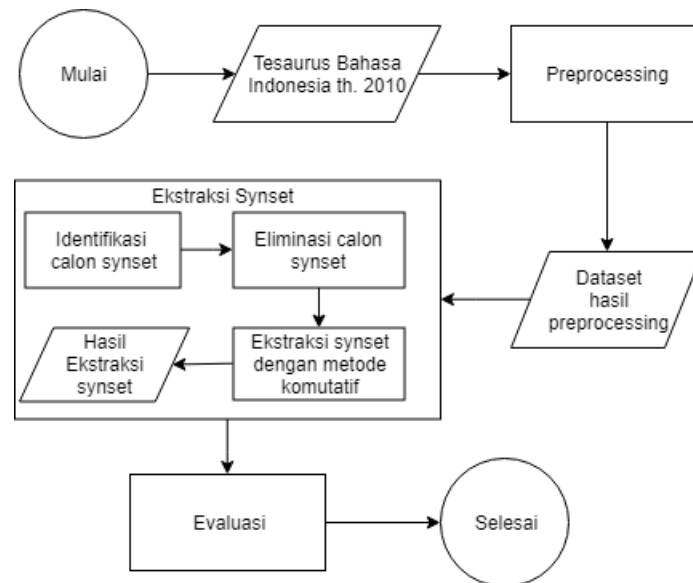 Mulai
Tesaurus Bahasa
Indonesia th. 2010
Preprocessing
Dataset
hasil
preprocessing
Ekstraksi Synset
Identifikasi
calon synset
Eliminasi calon
synset
Ekstraksi synset
dengan metode
komutatif
Hasil
Ekstraksi
synset
Evaluasi
Selesai